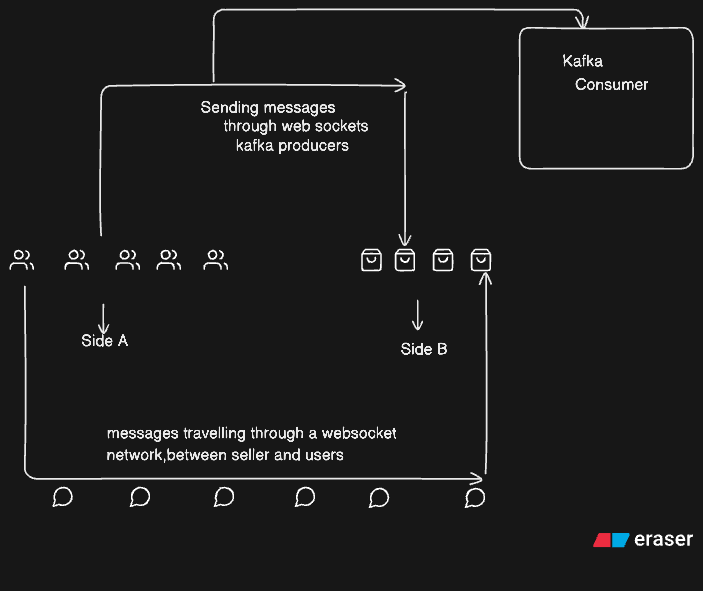 Kafka
Consumer
Sending messages
through web sockets
kafka producers
Side A
Side B
messages travelling through a websocket
network,between seller and users
eraser